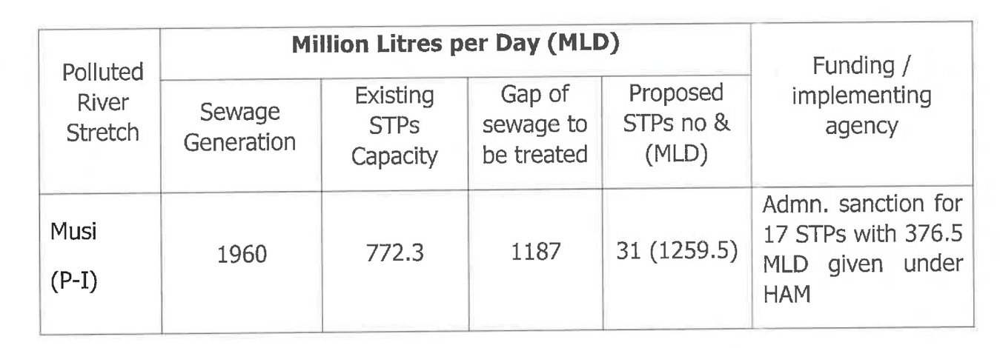 Polluted
River
Stretch
Million Litres per Day (MLD)
Funding /
implementing
agency
Sewage
Generation
Existing
STPs
Capacity
Gap of
sewage to
be treated
Proposed
STPs no &
(MLD)
Musi
(P-I)
1960
772.3
1187
31 (1259.5)
Admn. sanction for
17 STPs with 376.5
MLD given under
HAM